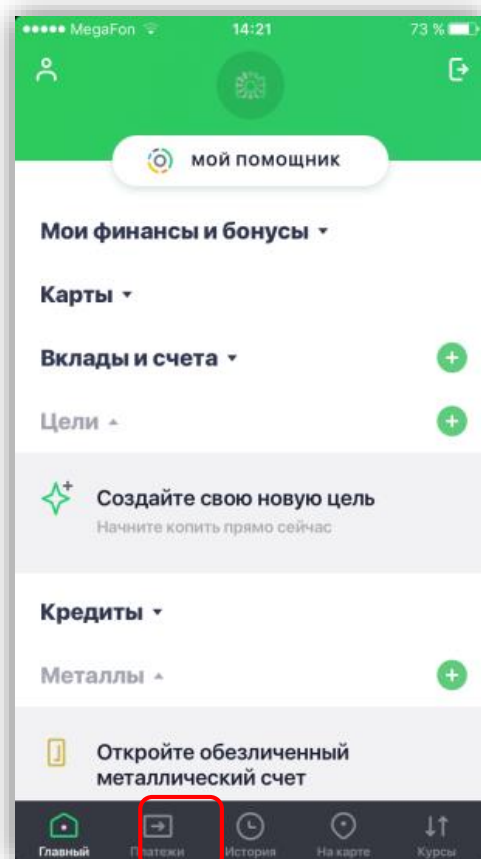 MegaFon 14:21 73 %
МОЙ ПОМОЩНИК
Мои финансы и бонусы
Карты
Вклады и счета
Цели
Создайте свою новую цель
Начните копить прямо сейчас
Кредиты
Металлы
Откройте обезличенный
металлический счет
Главный Платежи История На карте Курсы